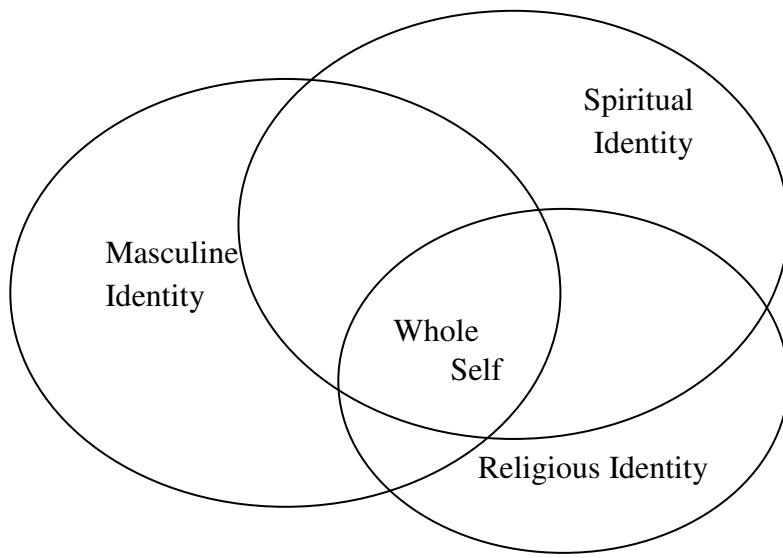 Spiritual
Identity
Masculine
Identity
Whole
Self
Religious Identity